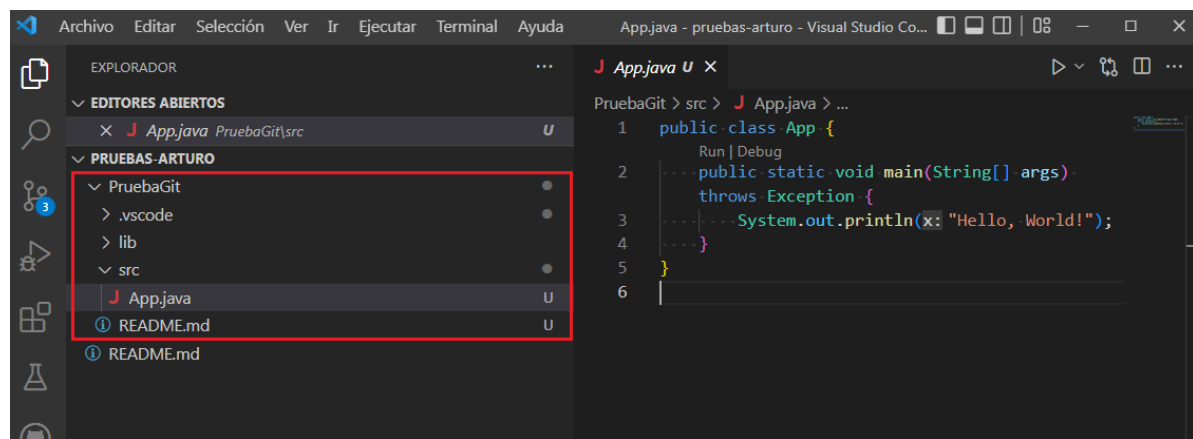 Archivo Editar Selección Ver Ir Ejecutar Terminal Ayuda App.java - pruebas-arturo - Visual Studio Co...
EXPLORADOR ...
EDITORES ABIERTOS
J App.java PruebaGit\src U
PRUEBAS-ARTURO
PruebaGit
.vscode
lib
src
J App.java U
README.md U
README.md
3
J App.java U
PruebaGit > src > J App.java > ...
1 public class App {
Run | Debug
2 public static void main(String[] args)
throws Exception {
3 System.out.println(x: "Hello, World!");
4 }
5 }
6